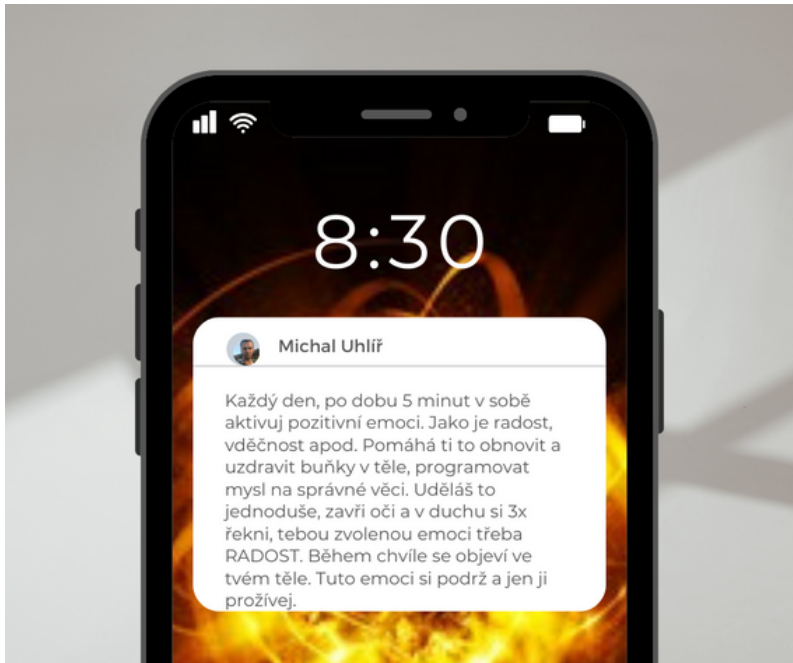 8:30
Michal Uhlíř
Každý den, po dobu 5 minut v sobě
aktivuj pozitivní emoci. Jako je radost,
vděčnost apod. Pomáhá ti to obnovit a
uzdravit buňky v těle, programovat
mysl na správné věci. Uděláš to
jednoduše, zavři oči a v duchu si 3x
řekni, tebou zvolenou emoci třeba
RADOST. Během chvíle se objeví ve
tvém těle. Tuto emoci si podrž a jen ji
prožívej.